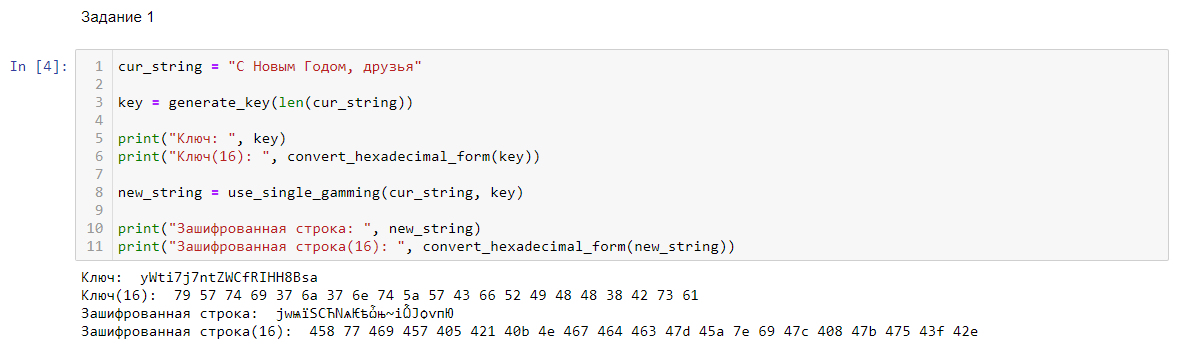 Задание 1
In [4]:
1 cur_string = "С Новым Годом, друзья"
2
3 key = generate_key(len(cur_string))
4
5 print("Ключ: ", key)
6 print("Ключ(16): ", convert_hexadecimal_form(key))
7
8 new_string = use_single_gamming(cur_string, key)
9
10 print("Зашифрованная строка: ", new_string)
11 print("Зашифрованная строка(16): ", convert_hexadecimal_form(new_string))
Ключ:  yWti7j7ntZWCfRIHH8Bsa
Ключ(16):  79 57 74 69 37 6a 37 6e 74 5a 57 43 66 52 49 48 48 38 42 73 61
Зашифрованная строка:  јwѩїЅСЋNѧѤѣѽњ~iѼЈѻѵпЮ
Зашифрованная строка(16):  458 77 469 457 405 421 40b 4e 467 464 463 47d 45a 7e 69 47c 408 47b 475 43f 42e